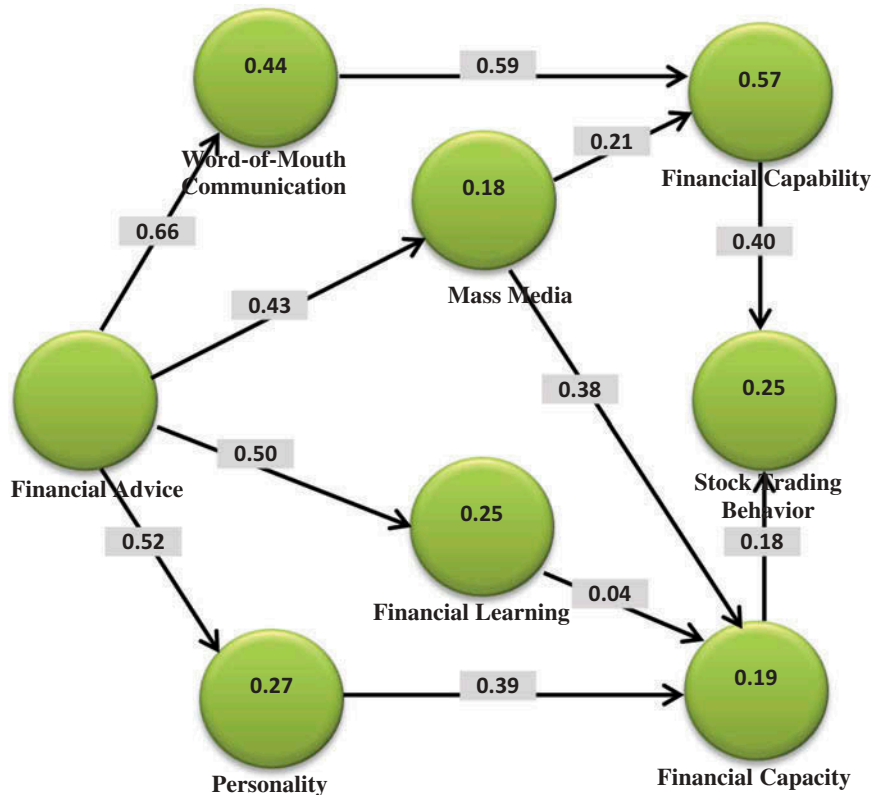 0.44
0.59
0.57
Word-of-Mouth
Communication
0.21
Financial Capability
0.18
0.66
0.40
0.43
Mass Media
0.38
0.25
0.50
Financial Advice
Stock Trading
Behavior
0.25
0.52
0.18
0.04
Financial Learning
0.27
0.39
0.19
Personality
Financial Capacity